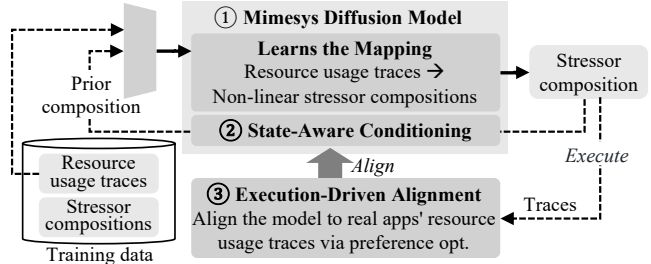 ① Mimesys Diffusion Model
Learns the Mapping
Resource usage traces →
Non-linear stressor compositions
② State-Aware Conditioning
Prior
composition
Stressor
composition
Execute
Align
③ Execution-Driven Alignment
Align the model to real apps' resource
usage traces via preference opt.
Traces
Resource
usage traces
Stressor
compositions
Training data